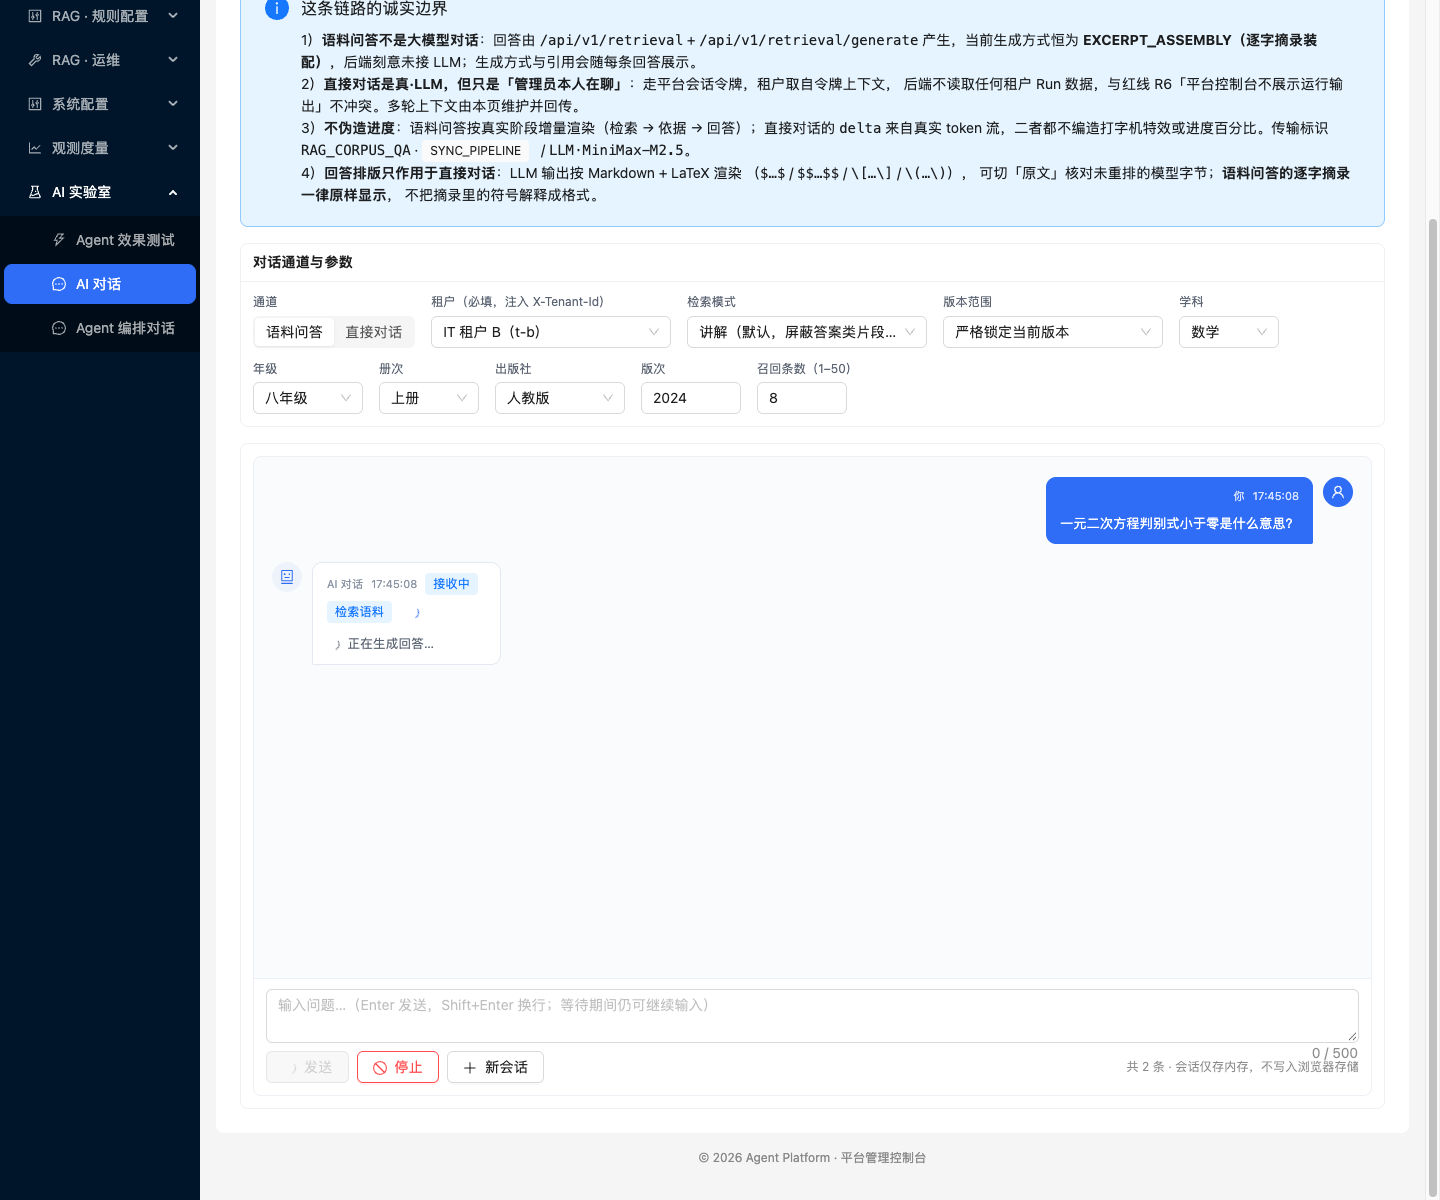 RAG · 规则配置
RAG · 运维
系统配置
观测度量
AI 实验室
Agent 效果测试
AI 对话
Agent 编排对话
这条链路的诚实边界
1）语料问答不是大模型对话：回答由 /api/v1/retrieval + /api/v1/retrieval/generate 产生，当前生成方式恒为 EXCERPT_ASSEMBLY（逐字摘录装
配），后端刻意未接 LLM；生成方式与引用会随每条回答展示。
2）直接对话是真·LLM，但只是「管理员本人在聊」：走平台会话令牌，租户取自令牌上下文， 后端不读取任何租户 Run 数据，与红线 R6「平台控制台不展示运行输
出」不冲突。多轮上下文由本页维护并回传。
3）不伪造进度：语料问答按真实阶段增量渲染（检索 → 依据 → 回答）；直接对话的 delta 来自真实 token 流，二者都不编造打字机特效或进度百分比。传输标识
RAG_CORPUS_QA · SYNC_PIPELINE / LLM·MiniMax-M2.5。
4）回答排版只作用于直接对话：LLM 输出按 Markdown + LaTeX 渲染 （$…$ / $$…$$ / \[…\] / \(…\)）， 可切「原文」核对未重排的模型字节；语料问答的逐字摘录
一律原样显示， 不把摘录里的符号解释成格式。
对话通道与参数
通道
租户（必填，注入 X-Tenant-Id）
检索模式
版本范围
学科
语料问答
直接对话
IT 租户 B（t-b）
讲解（默认，屏蔽答案类片段...
严格锁定当前版本
数学
年级
册次
出版社
版次
召回条数（1–50）
八年级
上册
人教版
2024
8
你 17:45:08
一元二次方程判别式小于零是什么意思?
AI 对话 17:45:08 接收中
检索语料
正在生成回答...
输入问题...（Enter 发送，Shift+Enter 换行；等待期间仍可继续输入）
0 / 500
发送
停止
新会话
共 2 条 · 会话仅存内存，不写入浏览器存储
© 2026 Agent Platform · 平台管理控制台